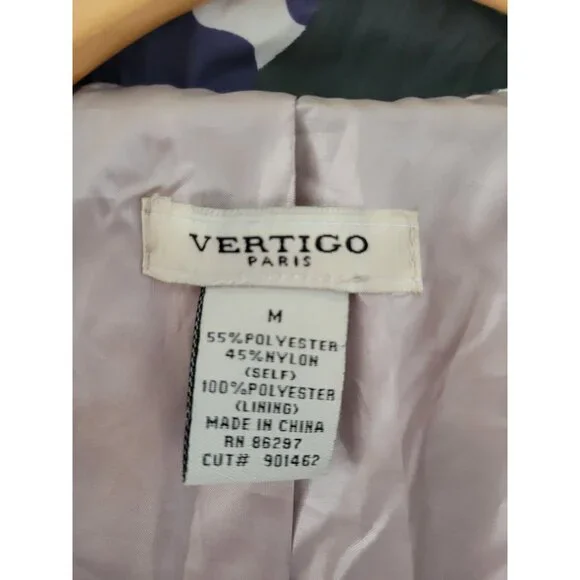 VERTIGO
PARIS
M
55%POLYESTER
45%NYLON
(SELF)
100%POLYESTER
(LINING)
MADE IN CHINA
RN 86297
CUT# 901462